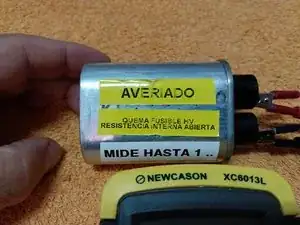 AVERIADO
QUEMA FUSIBLE HV
RESISTENCIA INTERNA ABIERTA
MIDE HASTA 1 ..
NEWCASON XC6013L